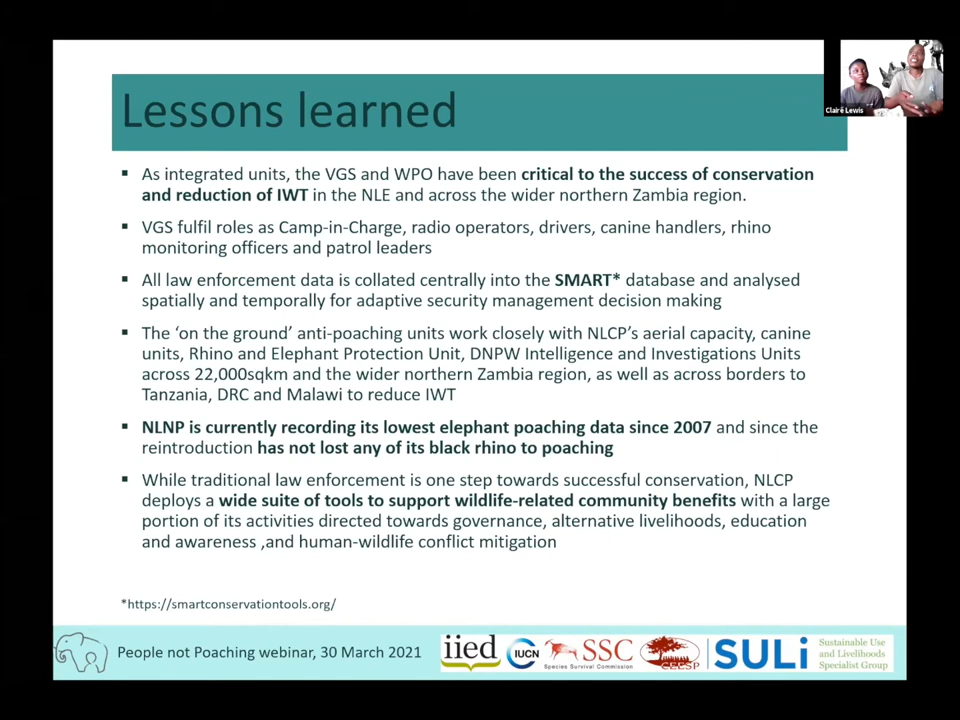 Lessons learned
Claire Lewis
▪ As integrated units, the VGS and WPO have been critical to the success of conservation
and reduction of IWT in the NLE and across the wider northern Zambia region.
▪ VGS fulfil roles as Camp-in-Charge, radio operators, drivers, canine handlers, rhino
monitoring officers and patrol leaders
▪ All law enforcement data is collated centrally into the SMART* database and analysed
spatially and temporally for adaptive security management decision making
▪ The ‘on the ground’ anti-poaching units work closely with NLCP’s aerial capacity, canine
units, Rhino and Elephant Protection Unit, DNPW Intelligence and Investigations Units
across 22,000sqkm and the wider northern Zambia region, as well as across borders to
Tanzania, DRC and Malawi to reduce IWT
▪ NLNP is currently recording its lowest elephant poaching data since 2007 and since the
reintroduction has not lost any of its black rhino to poaching
▪ While traditional law enforcement is one step towards successful conservation, NLCP
deploys a wide suite of tools to support wildlife-related community benefits with a large
portion of its activities directed towards governance, alternative livelihoods, education
and awareness ,and human-wildlife conflict mitigation
*https://smartconservationtools.org/
People not Poaching webinar, 30 March 2021
iied
IUCN
SSC
Species Survival Commission
CEESP
SULi
Sustainable Use
and Livelihoods
Specialist Group